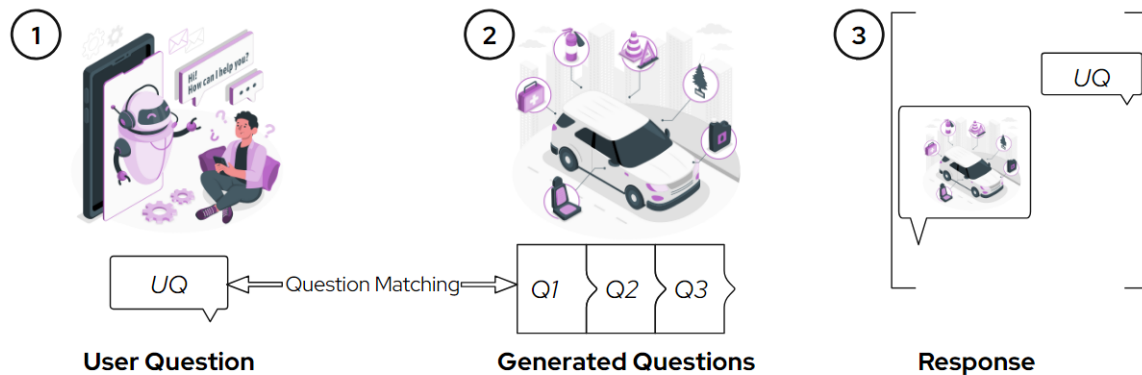 1
Hi!
How can I help you?
UQ
Question Matching
User Question
2
Q1
Q2
Q3
Generated Questions
3
UQ
Response